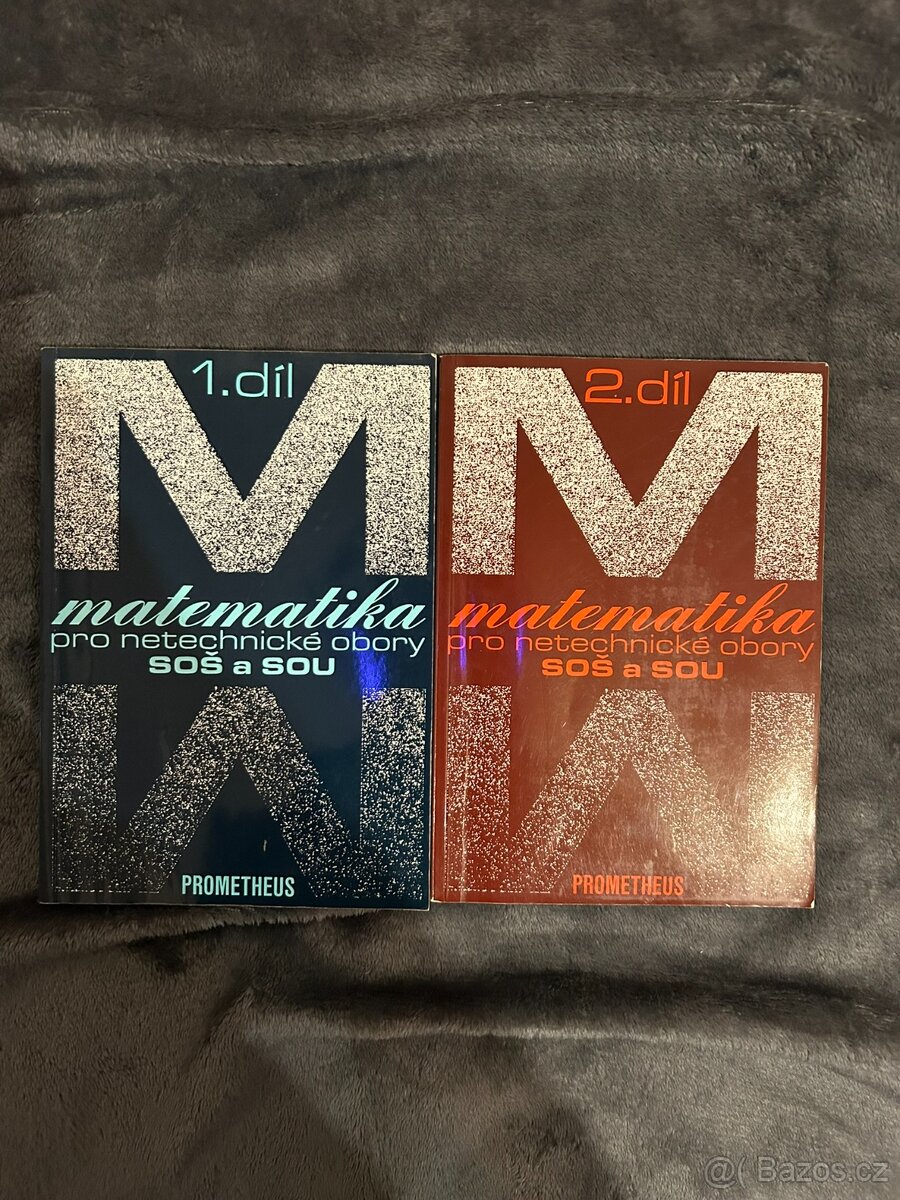 1.díl
M
matematika
pro netechnické obory
SOŠ a SOU
M
PROMETHEUS
2.díl
M
matematika
pro netechnické obory
SOŠ a SOU
M
PROMETHEUS
@( Bazos.cz